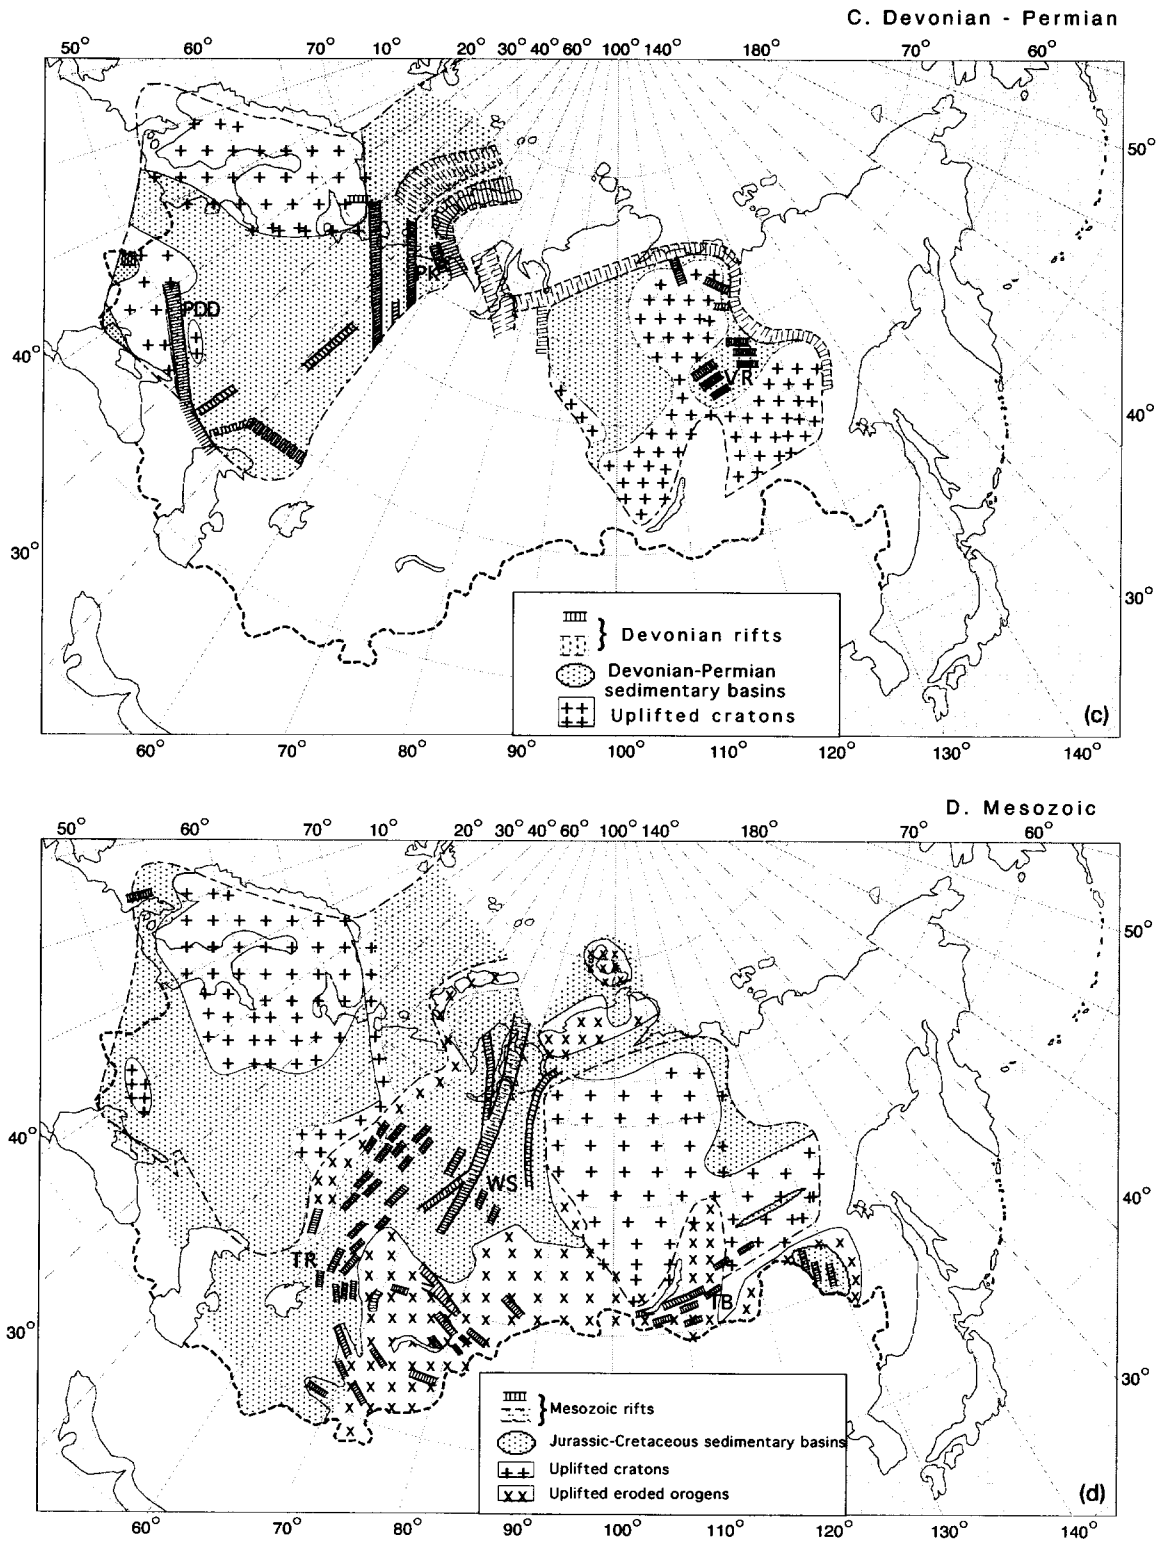 C. Devonian - Permian
50° 60° 70° 10° 20° 30° 40° 60° 100° 140° 180° 70° 60°
50°
PK
PDD
40°
VR
40°
30°
30°
Devonian rifts
Devonian-Permian
sedimentary basins
Uplifted cratons
(c)
60° 70° 80° 90° 100° 110° 120° 130° 140°
D. Mesozoic
50° 60° 70° 10° 20° 30° 40° 60° 100° 140° 180° 70° 60°
50°
40°
WS
40°
TR
TB
30°
30°
Mesozoic rifts
Jurassic-Cretaceous sedimentary basins
Uplifted cratons
Uplifted eroded orogens
(d)
60° 70° 80° 90° 100° 110° 120° 130° 140°